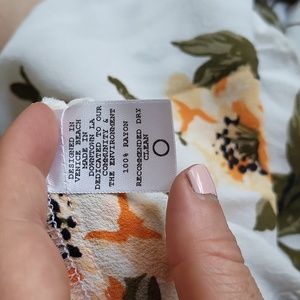 DESIGNED IN
VENICE BEACH
MADE IN
DOWNTOWN LA
DEDICATED TO OUR
COMMUNITY &
THE ENVIRONMENT
100% RAYON
RECOMMENDED DRY
CLEAN